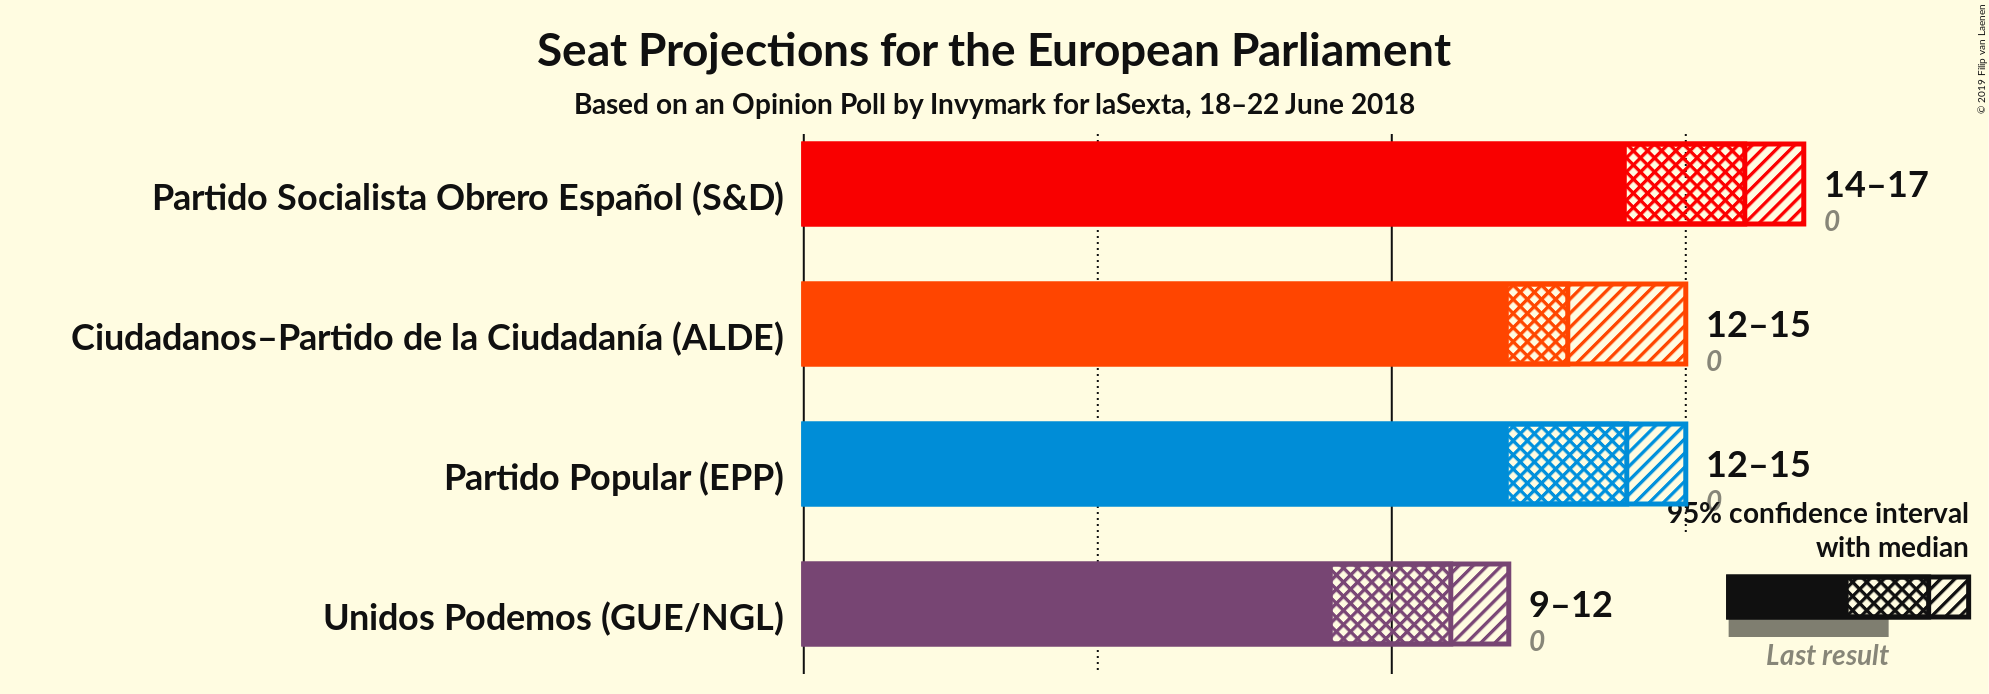 Seat Projections for the European Parliament
Based on an Opinion Poll by Invymark for laSexta, 18–22 June 2018
© 2019 Filip van Laenen
Partido Socialista Obrero Español (S&D)
14–17
0
Ciudadanos–Partido de la Ciudadanía (ALDE)
12–15
0
Partido Popular (EPP)
12–15
0
95% confidence interval
with median
Unidos Podemos (GUE/NGL)
9–12
0
Last result